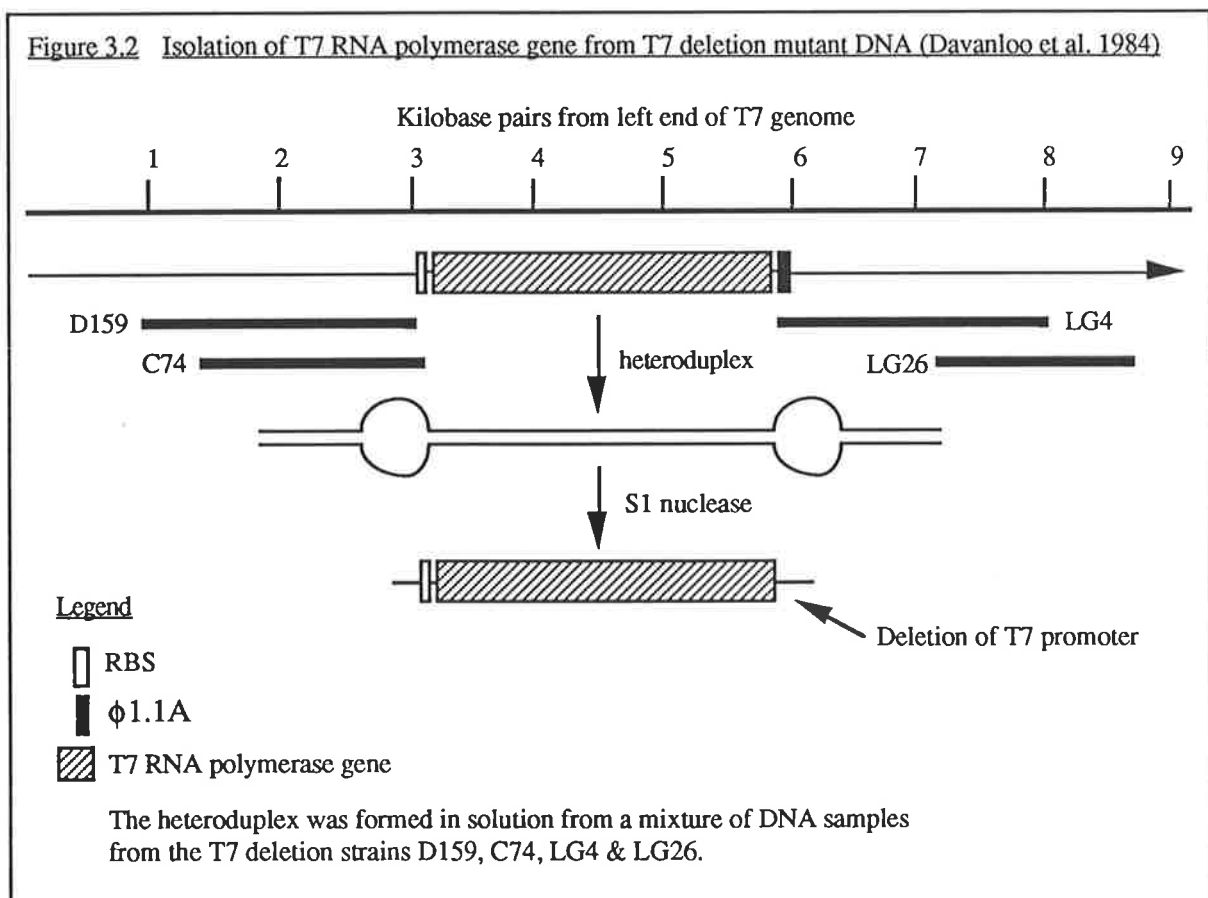 Figure 3.2 Isolation of T7 RNA polymerase gene from T7 deletion mutant DNA (Davanloo et al. 1984)
Kilobase pairs from left end of T7 genome
1 2 3 4 5 6 7 8 9
D159
LG4
C74
heteroduplex
LG26
S1 nuclease
Deletion of T7 promoter
Legend
RBS
ϕ1.1A
T7 RNA polymerase gene
The heteroduplex was formed in solution from a mixture of DNA samples
from the T7 deletion strains D159, C74, LG4 & LG26.